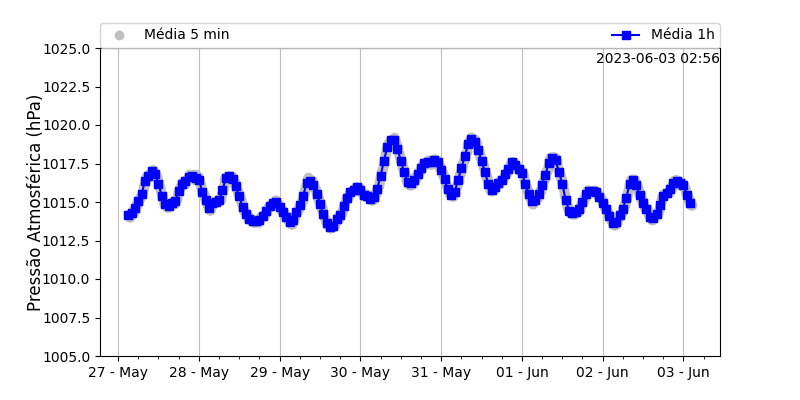 Média 5 min
Média 1h
2023-06-03 02:56
Pressão Atmosférica (hPa)
1025.0
1022.5
1020.0
1017.5
1015.0
1012.5
1010.0
1007.5
1005.0
27 - May
28 - May
29 - May
30 - May
31 - May
01 - Jun
02 - Jun
03 - Jun